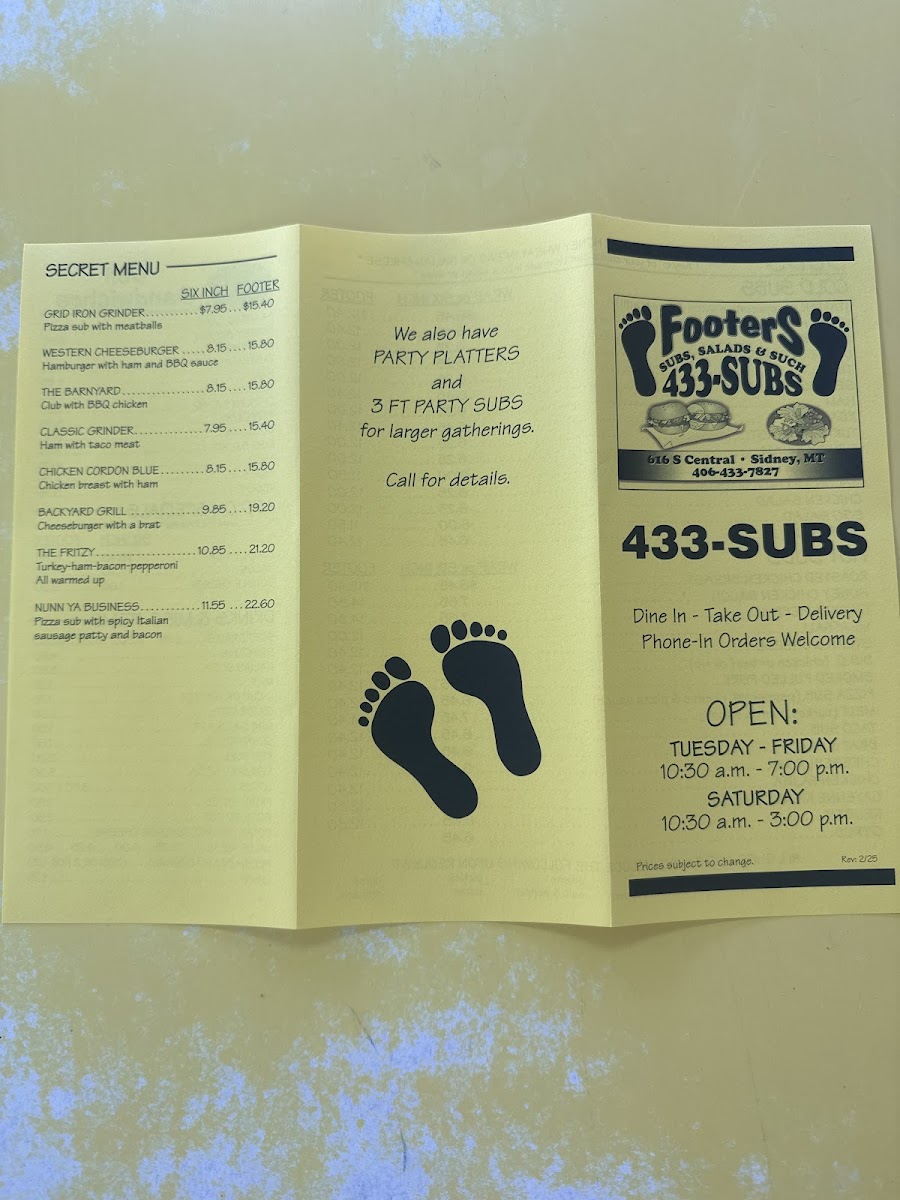 SECRET MENU
SIX INCH FOOTER
GRID IRON GRINDER...........$7.95...$15.40
Pizza sub with meatballs
WESTERN CHEESEBURGER.....8.15....15.80
Hamburger with ham and BBQ sauce
THE BARNYARD....................8.15....15.80
Club with BBQ chicken
CLASSIC GRINDER.................7.95....15.40
Ham with taco meat
CHICKEN CORDON BLUE.........8.15....15.80
Chicken breast with ham
BACKYARD GRILL.................9.85....19.20
Cheeseburger with a brat
THE FRITZY........................10.85....21.20
Turkey-ham-bacon-pepperoni
All warmed up
NUNN YA BUSINESS............11.55...22.60
Pizza sub with spicy Italian
sausage patty and bacon
We also have
PARTY PLATTERS
and
3 FT PARTY SUBS
for larger gatherings.
Call for details.
FooterS
SUBS, SALADS & SUCH
433-SUBS
616 S Central • Sidney, MT
406-433-7827
433-SUBS
Dine In - Take Out - Delivery
Phone-In Orders Welcome
OPEN:
TUESDAY - FRIDAY
10:30 a.m. - 7:00 p.m.
SATURDAY
10:30 a.m. - 3:00 p.m.
Prices subject to change.
Rev: 2/25